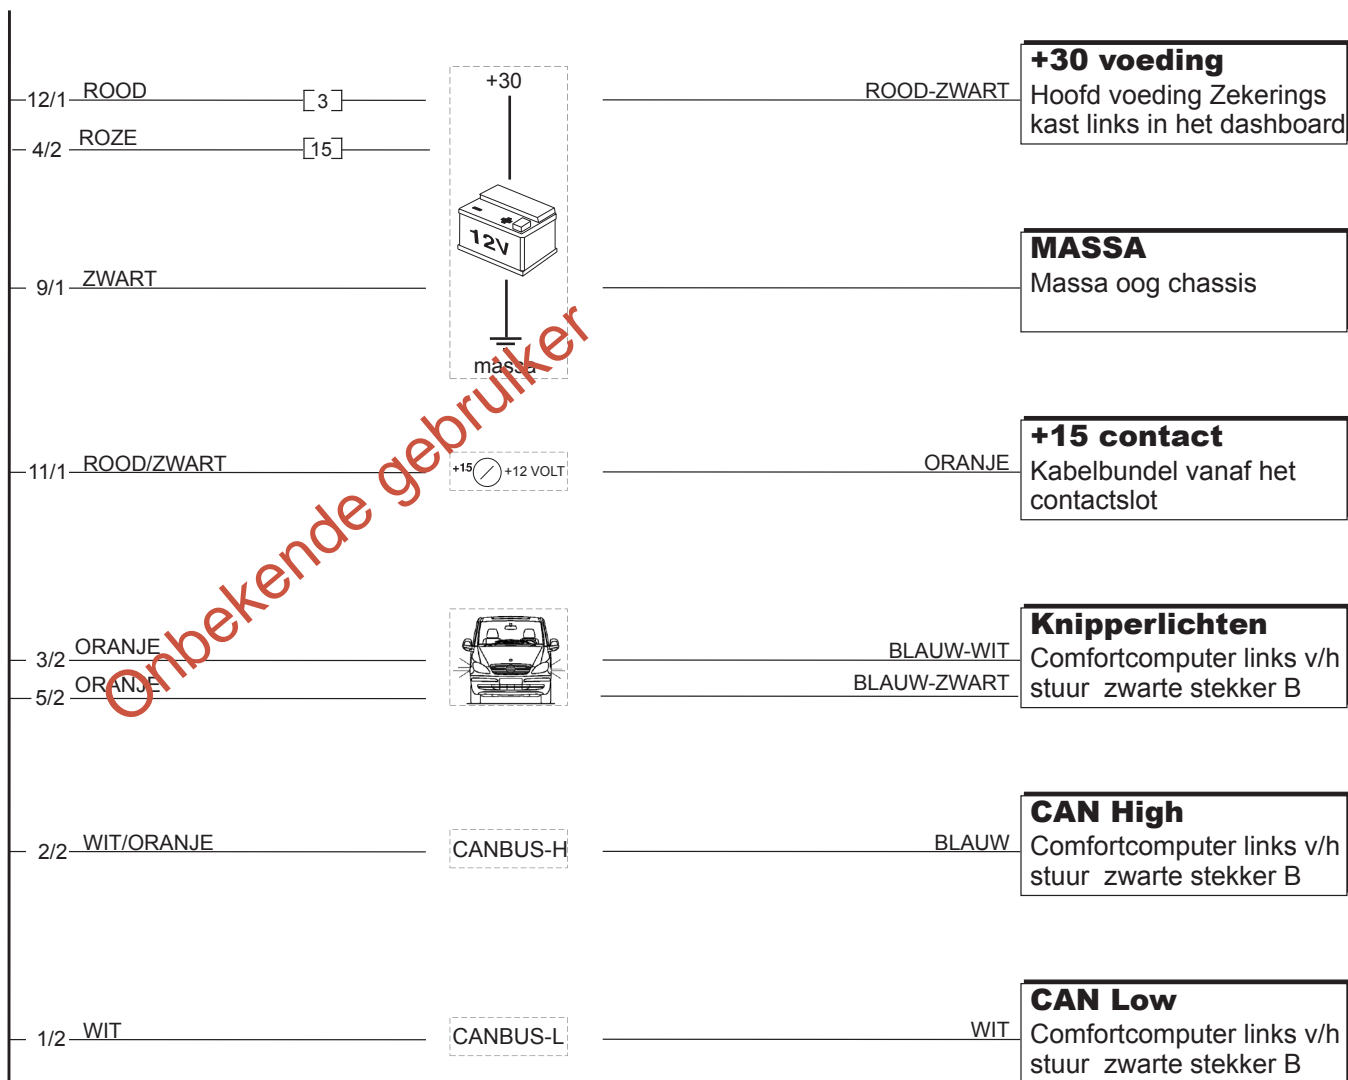 +30 voeding
Hoofd voeding Zekerings
kast links in het dashboard
12/1 ROOD [3] +30 ROOD-ZWART
4/2 ROZE [15]
12V
MASSA
Massa oog chassis
9/1 ZWART
massa
+15 contact
Kabelbundel vanaf het
contactslot
11/1 ROOD/ZWART +15 +12 VOLT ORANJE
Onbekende gebruiker
Knipperlichten
Comfortcomputer links v/h
stuur zwarte stekker B
3/2 ORANJE BLAUW-WIT
5/2 ORANJE BLAUW-ZWART
CAN High
Comfortcomputer links v/h
stuur zwarte stekker B
2/2 WIT/ORANJE CANBUS-H BLAUW
CAN Low
Comfortcomputer links v/h
stuur zwarte stekker B
1/2 WIT CANBUS-L WIT